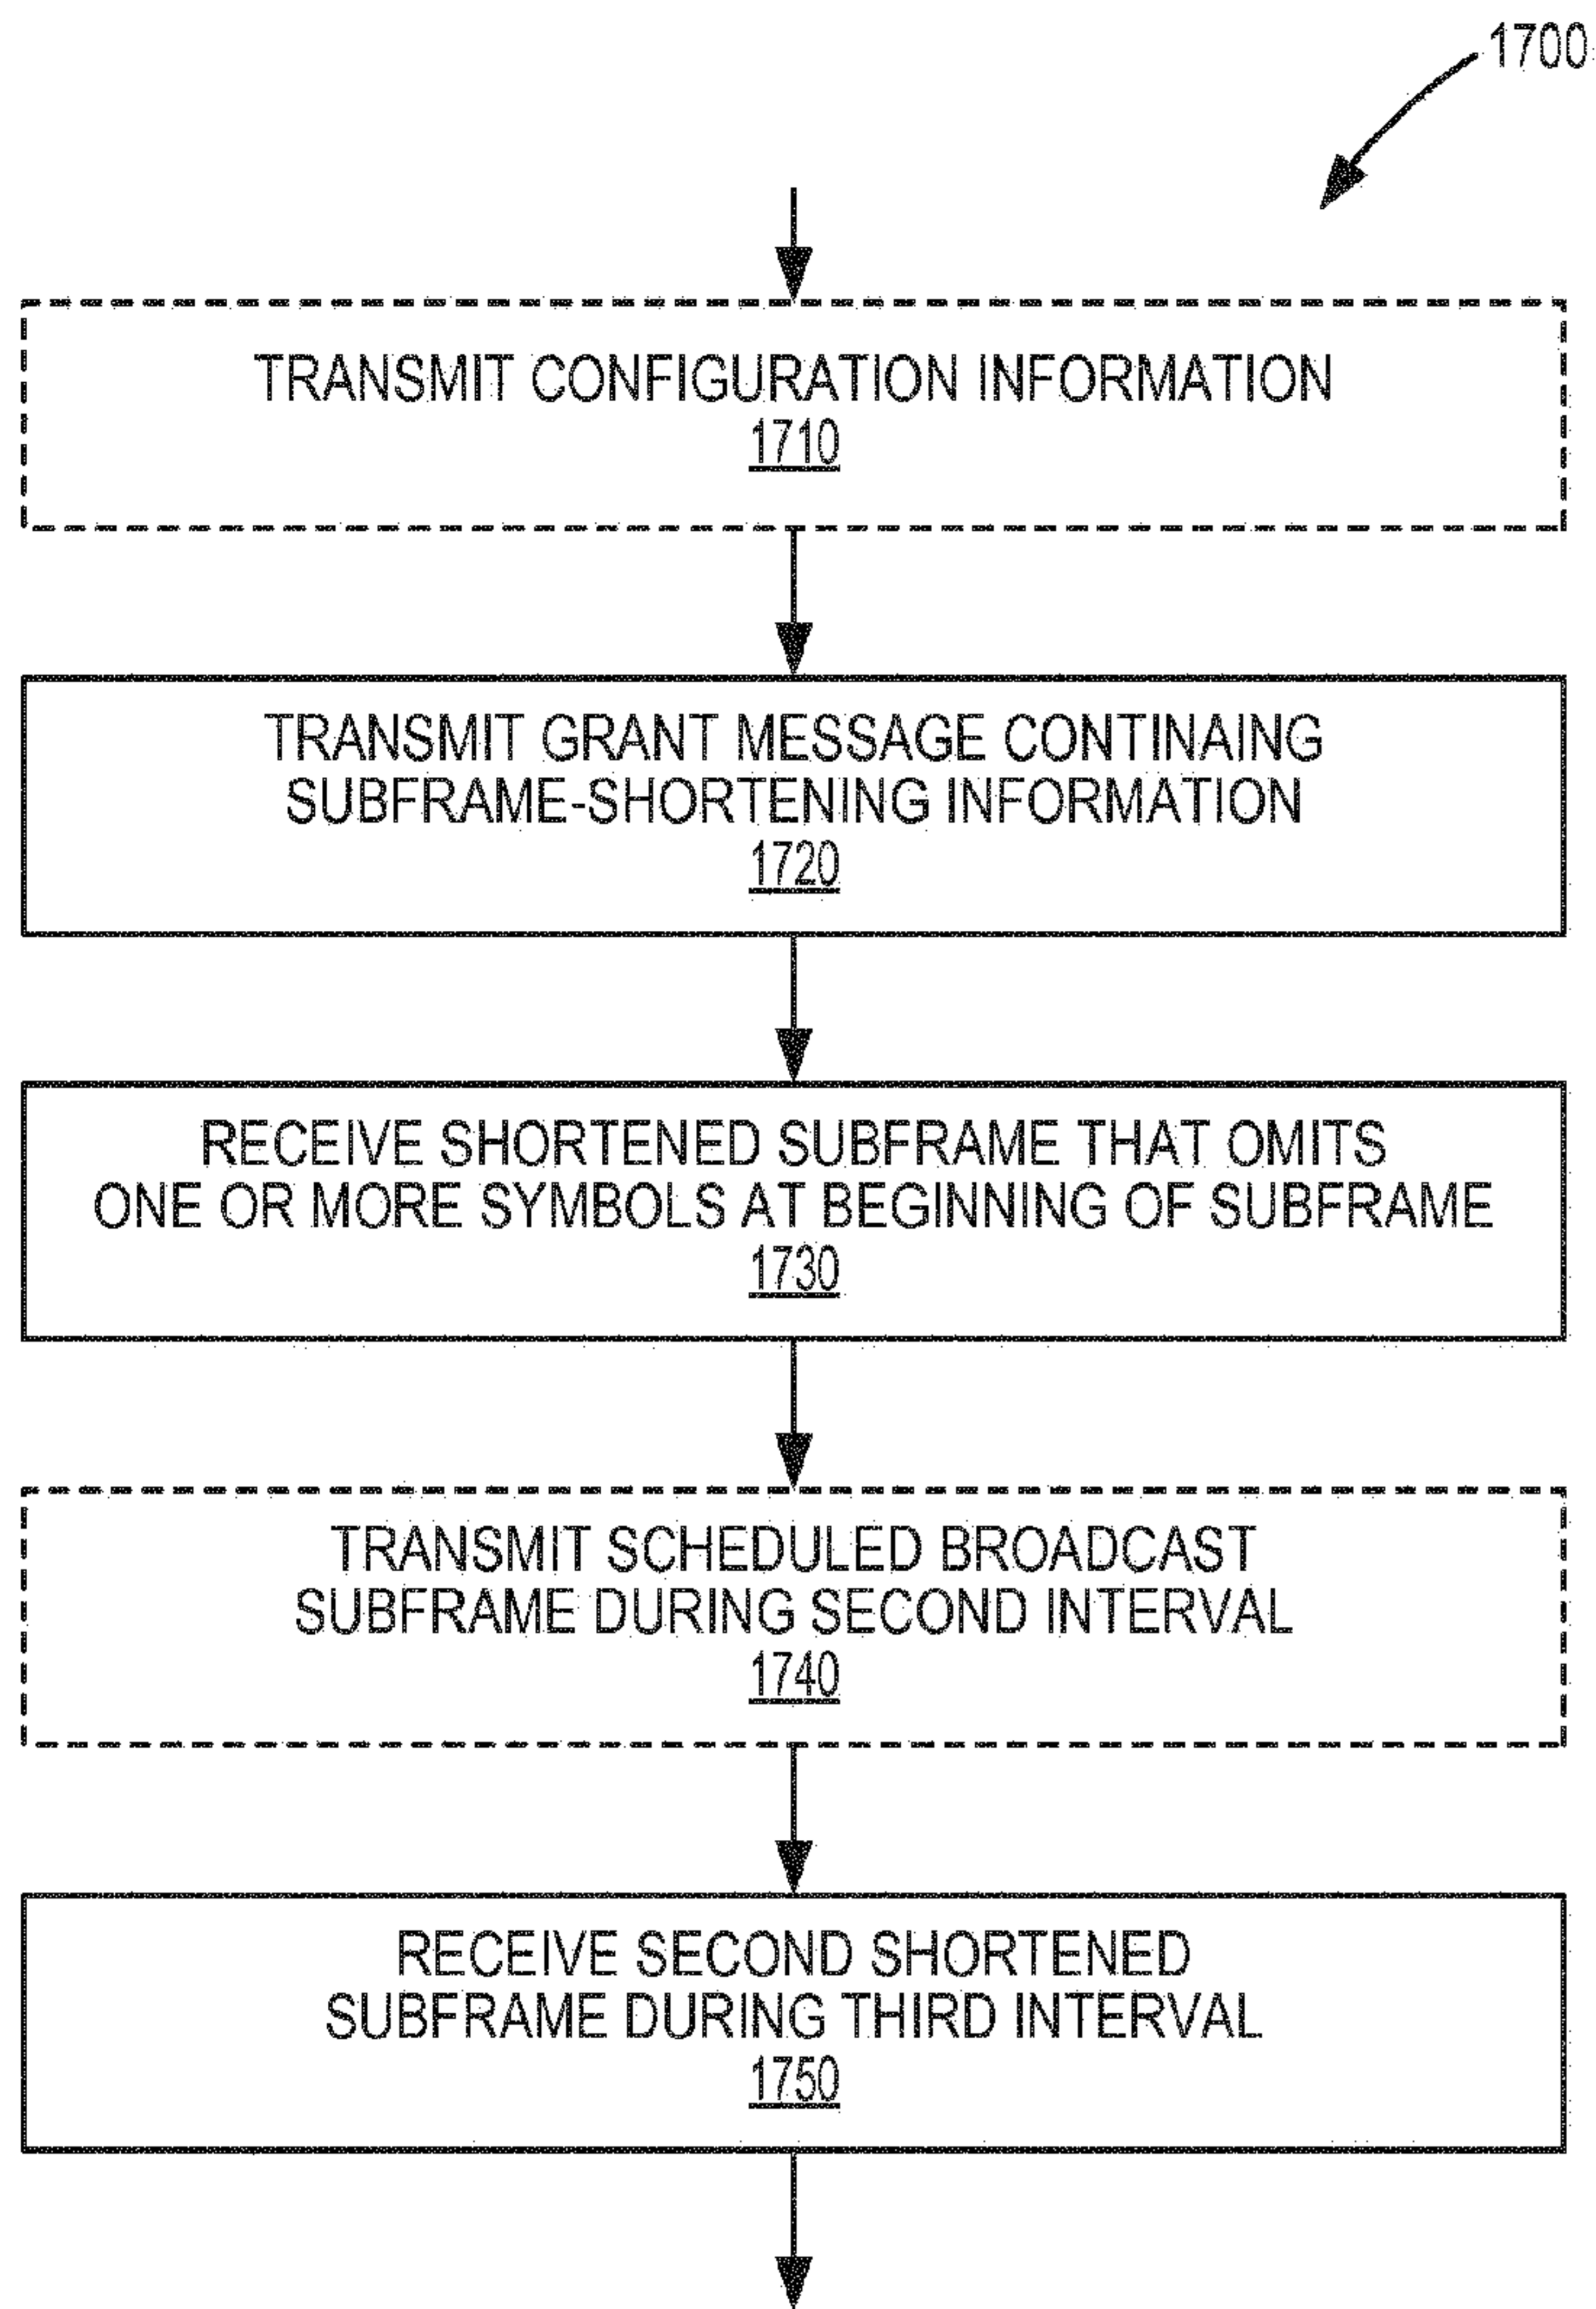 1700
TRANSMIT CONFIGURATION INFORMATION
1710
TRANSMIT GRANT MESSAGE CONTINAING
SUBFRAME-SHORTENING INFORMATION
1720
RECEIVE SHORTENED SUBFRAME THAT OMITS
ONE OR MORE SYMBOLS AT BEGINNING OF SUBFRAME
1730
TRANSMIT SCHEDULED BROADCAST
SUBFRAME DURING SECOND INTERVAL
1740
RECEIVE SECOND SHORTENED
SUBFRAME DURING THIRD INTERVAL
1750